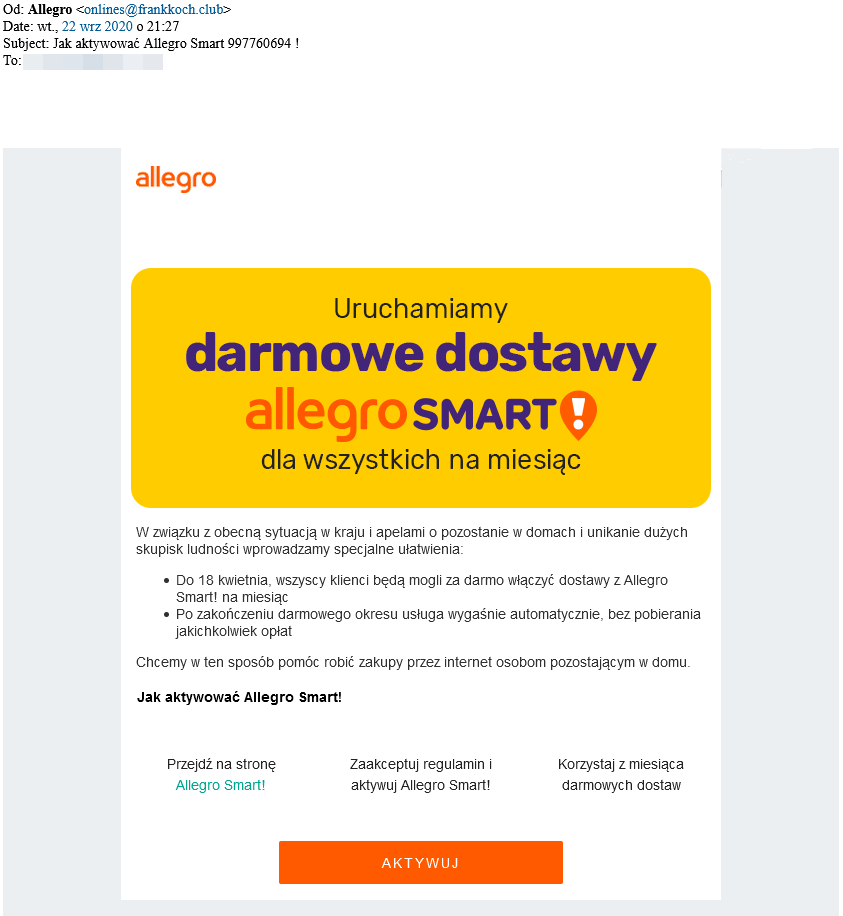 Od: Allegro <onlines@frankkoch.club>
Date: wt., 22 wrz 2020 o 21:27
Subject: Jak aktywować Allegro Smart 997760694 !
To:
allegro
Uruchamiamy
darmowe dostawy
allegro SMART!
dla wszystkich na miesiąc
W związku z obecną sytuacją w kraju i apelami o pozostanie w domach i unikanie dużych
skupisk ludności wprowadzamy specjalne ułatwienia:
• Do 18 kwietnia, wszyscy klienci będą mogli za darmo włączyć dostawy z Allegro
Smart! na miesiąc
• Po zakończeniu darmowego okresu usługa wygaśnie automatycznie, bez pobierania
jakichkolwiek opłat
Chcemy w ten sposób pomóc robić zakupy przez internet osobom pozostającym w domu.
Jak aktywować Allegro Smart!
Przejdź na stronę
Allegro Smart!
Zaakceptuj regulamin i
aktywuj Allegro Smart!
Korzystaj z miesiąca
darmowych dostaw
AKTYWUJ